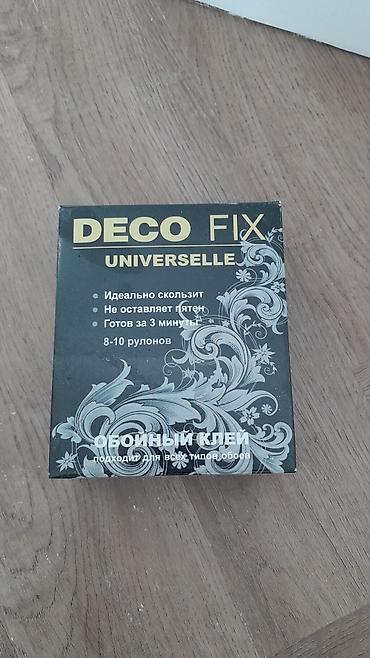 DECO FIX
UNIVERSELLE
Идеально скользит
Не оставляет пятен
Готов за 3 минуты
8-10 рулонов
ОБОЙНЫЙ КЛЕЙ
подходит для всех типов обоев